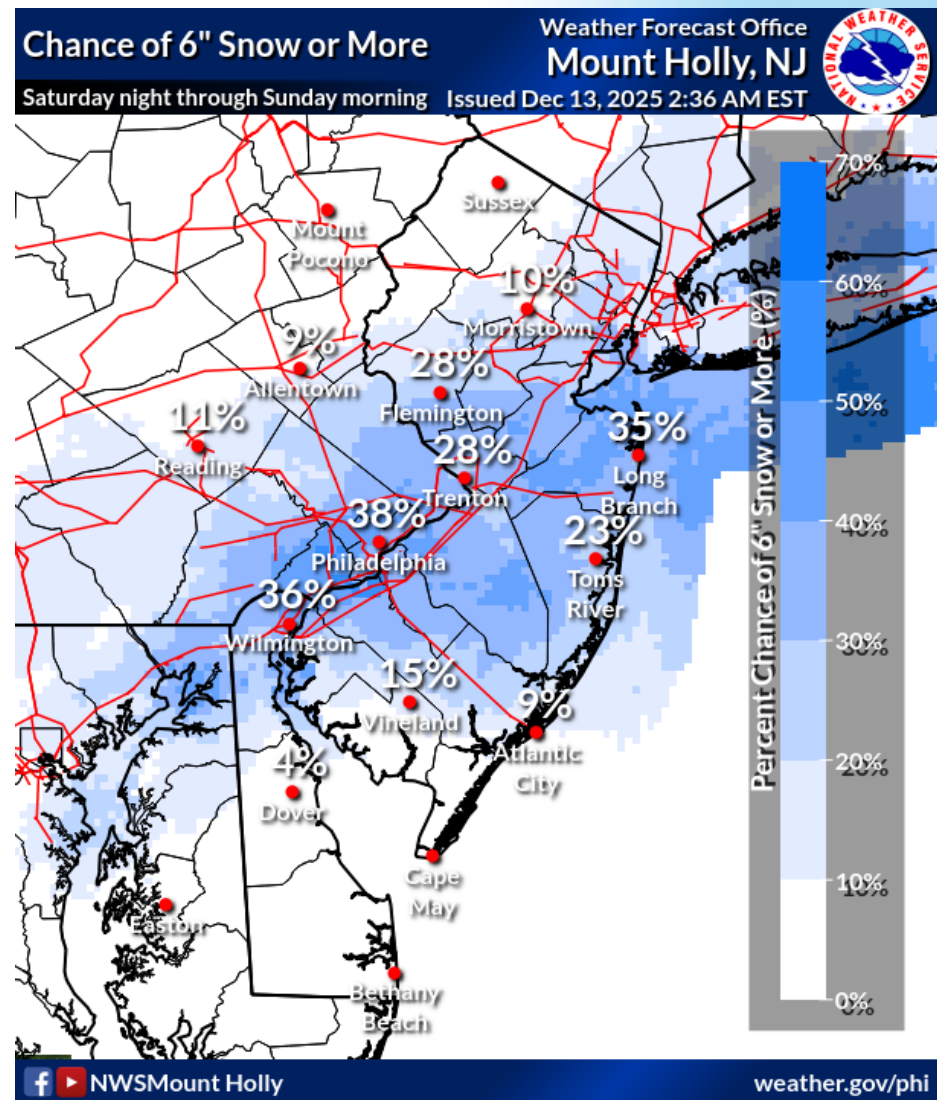 Chance of 6" Snow or More
Saturday night through Sunday morning
Weather Forecast Office
Mount Holly, NJ
Issued Dec 13, 2025 2:36 AM EST
NATIONAL WEATHER SERVICE
Sussex
Mount
Pocono
10%
Morristown
9%
Allentown
28%
Flemington
11%
Reading
28%
Trenton
35%
Long
Branch
38%
Philadelphia
23%
Toms
River
36%
Wilmington
15%
Vineland
9%
Atlantic
City
4%
Dover
Cape
May
Easton
Bethany
Beach
Percent Chance of 6" Snow or More (%)
70%
60%
50%
40%
30%
20%
10%
0%
NWSMount Holly
weather.gov/phi